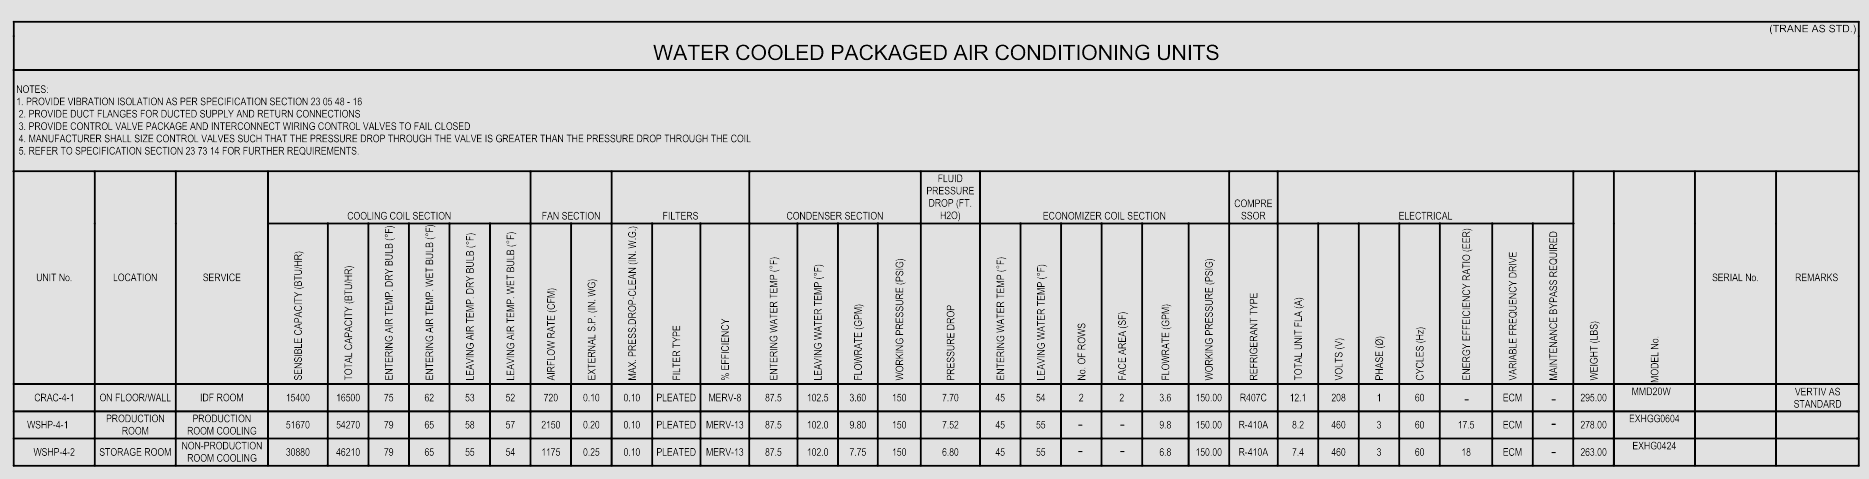 (TRANE AS STD.)
WATER COOLED PACKAGED AIR CONDITIONING UNITS
NOTES:
1. PROVIDE VIBRATION ISOLATION AS PER SPECIFICATION SECTION 23 05 48 - 16
2. PROVIDE DUCT FLANGES FOR DUCTED SUPPLY AND RETURN CONNECTIONS
3. PROVIDE CONTROL VALVE PACKAGE AND INTERCONNECT WIRING CONTROL VALVES TO FAIL CLOSED
4. MANUFACTURER SHALL SIZE CONTROL VALVES SUCH THAT THE PRESSURE DROP THROUGH THE VALVE IS GREATER THAN THE PRESSURE DROP THROUGH THE COIL
5. REFER TO SPECIFICATION SECTION 23 73 14 FOR FURTHER REQUIREMENTS.
UNIT No.
LOCATION
SERVICE
COOLING COIL SECTION
SENSIBLE CAPACITY (BTU/HR)
TOTAL CAPACITY (BTU/HR)
ENTERING AIR TEMP. DRY BULB (°F)
ENTERING AIR TEMP. WET BULB (°F)
LEAVING AIR TEMP. DRY BULB (°F)
LEAVING AIR TEMP. WET BULB (°F)
FAN SECTION
AIRFLOW RATE (CFM)
EXTERNAL S.P. (IN. WG)
FILTERS
MAX. PRESS.DROP-CLEAN (IN. W.G.)
FILTER TYPE
% EFFICIENCY
CONDENSER SECTION
ENTERING WATER TEMP (°F)
LEAVING WATER TEMP (°F)
FLOWRATE (GPM)
WORKING PRESSURE (PSIG)
FLUID
PRESSURE
DROP (FT.
H2O)
PRESSURE DROP
ECONOMIZER COIL SECTION
ENTERING WATER TEMP (°F)
LEAVING WATER TEMP (°F)
No. OF ROWS
FACE AREA (SF)
FLOWRATE (GPM)
WORKING PRESSURE (PSIG)
COMPRE
SSOR
REFRIGERANT TYPE
ELECTRICAL
TOTAL UNIT FLA (A)
VOLTS (V)
PHASE (Ø)
CYCLES (Hz)
ENERGY EFFEICIENCY RATIO (EER)
VARIABLE FREQUENCY DRIVE
MAINTENANCE BYPASS REQUIRED
WEIGHT (LBS)
MODEL No.
SERIAL No.
REMARKS
CRAC-4-1 ON FLOOR/WALL IDF ROOM 15400 16500 75 62 53 52 720 0.10 0.10 PLEATED MERV-8 87.5 102.5 3.60 150 7.70 45 54 2 2 3.6 150.00 R407C 12.1 208 1 60 - ECM - 295.00 MMD20W VERTIV AS
STANDARD
WSHP-4-1 PRODUCTION
ROOM PRODUCTION
ROOM COOLING 51670 54270 79 65 58 57 2150 0.20 0.10 PLEATED MERV-13 87.5 102.0 9.80 150 7.52 45 55 - - 9.8 150.00 R-410A 8.2 460 3 60 17.5 ECM - 278.00 EXHGG0604
WSHP-4-2 STORAGE ROOM NON-PRODUCTION
ROOM COOLING 30880 46210 79 65 55 54 1175 0.25 0.10 PLEATED MERV-13 87.5 102.0 7.75 150 6.80 45 55 - - 6.8 150.00 R-410A 7.4 460 3 60 18 ECM - 263.00 EXHG0424